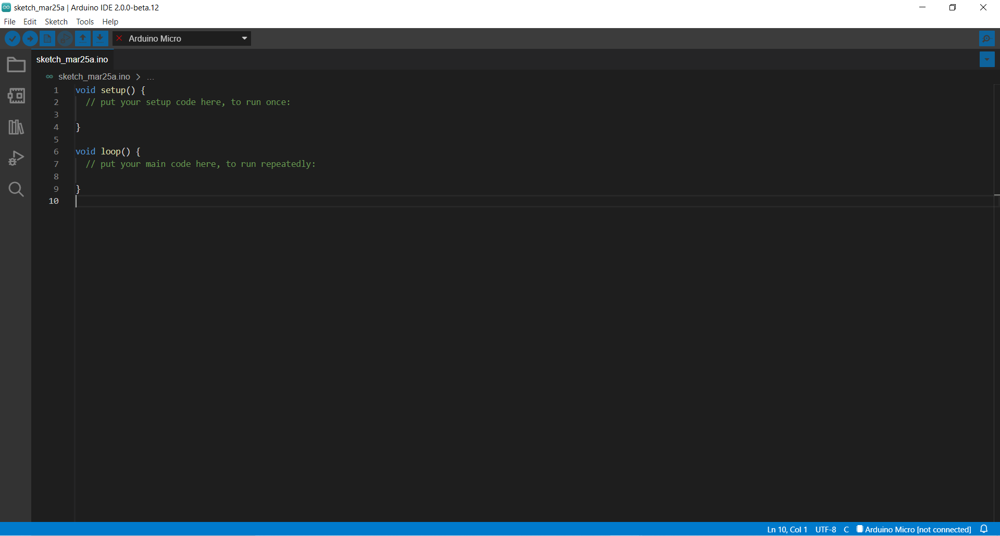 sketch_mar25a | Arduino IDE 2.0.0-beta.12
File Edit Sketch Tools Help
Arduino Micro
sketch_mar25a.ino
sketch_mar25a.ino > ...
1 void setup() {
2 // put your setup code here, to run once:
3
4 }
5
6 void loop() {
7 // put your main code here, to run repeatedly:
8
9 }
10
Ln 10, Col 1 UTF-8 C Arduino Micro [not connected]